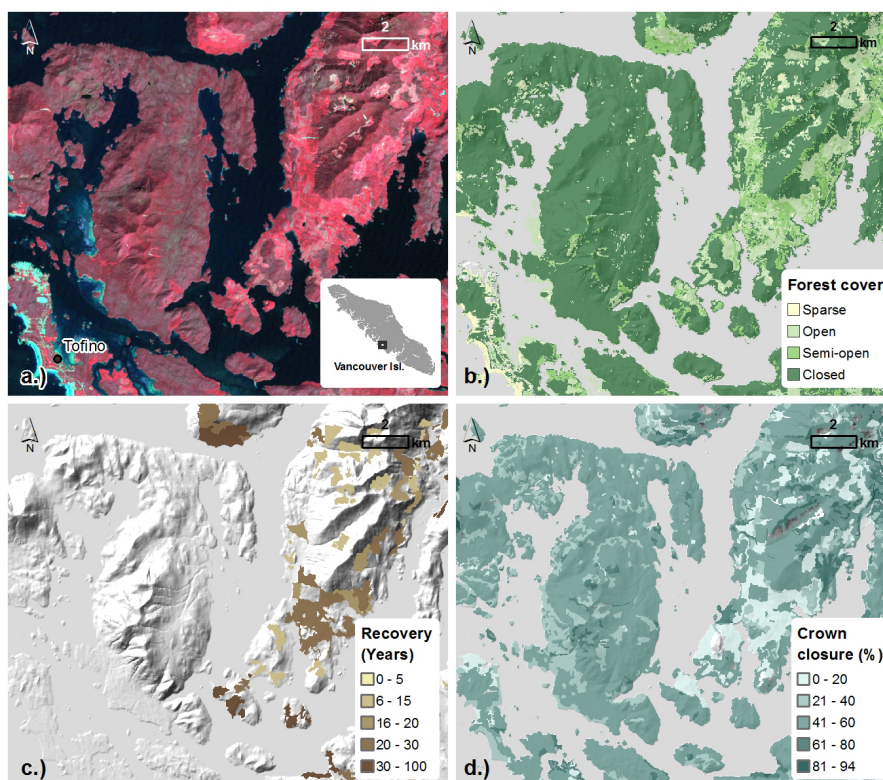 N
2
km
Tofino
Vancouver Isl.
a.)
N
2
km
Forest cover
Sparse
Open
Semi-open
Closed
b.)
N
2
km
Recovery
(Years)
0 - 5
6 - 15
16 - 20
20 - 30
30 - 100
c.)
N
2
km
Crown
closure (%)
0 - 20
21 - 40
41 - 60
61 - 80
81 - 94
d.)